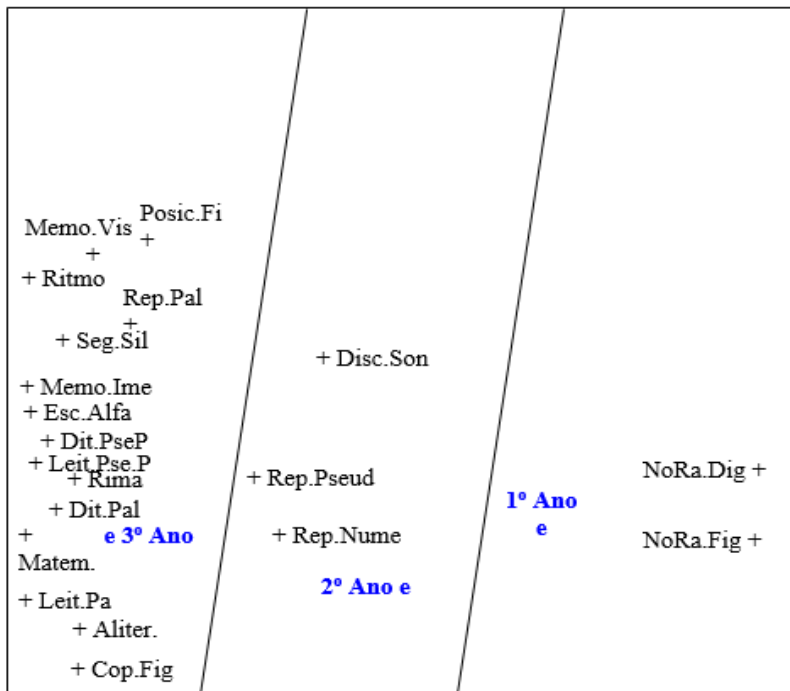 Posic.Fi
Memo.Vis
+
+
+ Ritmo
Rep.Pal
+
+ Seg.Sil
+ Disc.Son
+ Memo.Ime
+ Esc.Alfa
+ Dit.PseP
+ Leit.Pse.P
+ Rima
+ Rep.Pseud
NoRa.Dig +
1º Ano
e
+ Dit.Pal
+
Matem.
e 3º Ano
+ Rep.Nume
NoRa.Fig +
2º Ano e
+ Leit.Pa
+ Aliter.
+ Cop.Fig